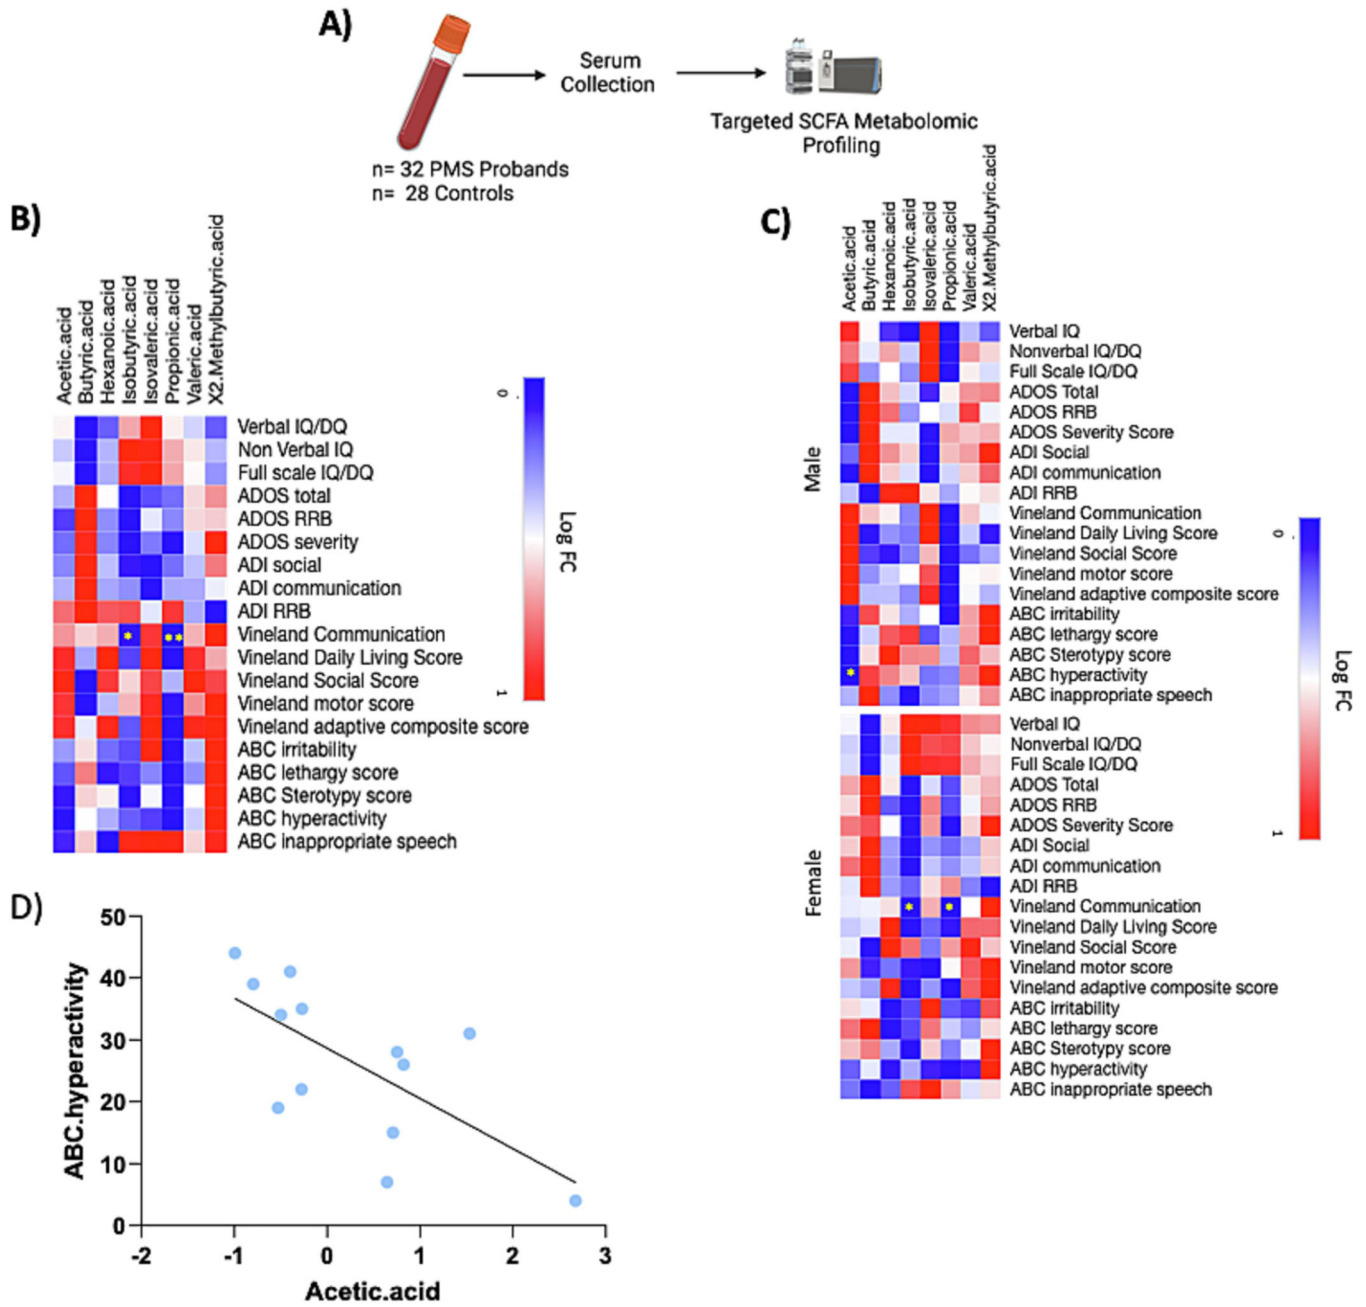 A)
Serum
Collection
Targeted SCFA Metabolomic
Profiling
n= 32 PMS Probands
n= 28 Controls
B)
Acetic.acid
Butyric.acid
Hexanoic.acid
Isobutyric.acid
Isovaleric.acid
Propionic.acid
Valeric.acid
X2.Methylbutyric.acid
Verbal IQ/DQ
Non Verbal IQ
Full scale IQ/DQ
ADOS total
ADOS RRB
ADOS severity
ADI social
ADI communication
ADI RRB
Vineland Communication
Vineland Daily Living Score
Vineland Social Score
Vineland motor score
Vineland adaptive composite score
ABC irritability
ABC lethargy score
ABC Sterotypy score
ABC hyperactivity
ABC inappropriate speech
*
**
0
1
Log FC
C)
Acetic.acid
Butyric.acid
Hexanoic.acid
Isobutyric.acid
Isovaleric.acid
Propionic.acid
Valeric.acid
X2.Methylbutyric.acid
Male
Verbal IQ
Nonverbal IQ/DQ
Full Scale IQ/DQ
ADOS Total
ADOS RRB
ADOS Severity Score
ADI Social
ADI communication
ADI RRB
Vineland Communication
Vineland Daily Living Score
Vineland Social Score
Vineland motor score
Vineland adaptive composite score
ABC irritability
ABC lethargy score
ABC Sterotypy score
* ABC hyperactivity
ABC inappropriate speech
Female
Verbal IQ
Nonverbal IQ/DQ
Full Scale IQ/DQ
ADOS Total
ADOS RRB
ADOS Severity Score
ADI Social
ADI communication
ADI RRB
* * Vineland Communication
Vineland Daily Living Score
Vineland Social Score
Vineland motor score
Vineland adaptive composite score
ABC irritability
ABC lethargy score
ABC Sterotypy score
ABC hyperactivity
ABC inappropriate speech
0
1
Log FC
D)
ABC.hyperactivity
50
40
30
20
10
0
-2 -1 0 1 2 3
Acetic.acid